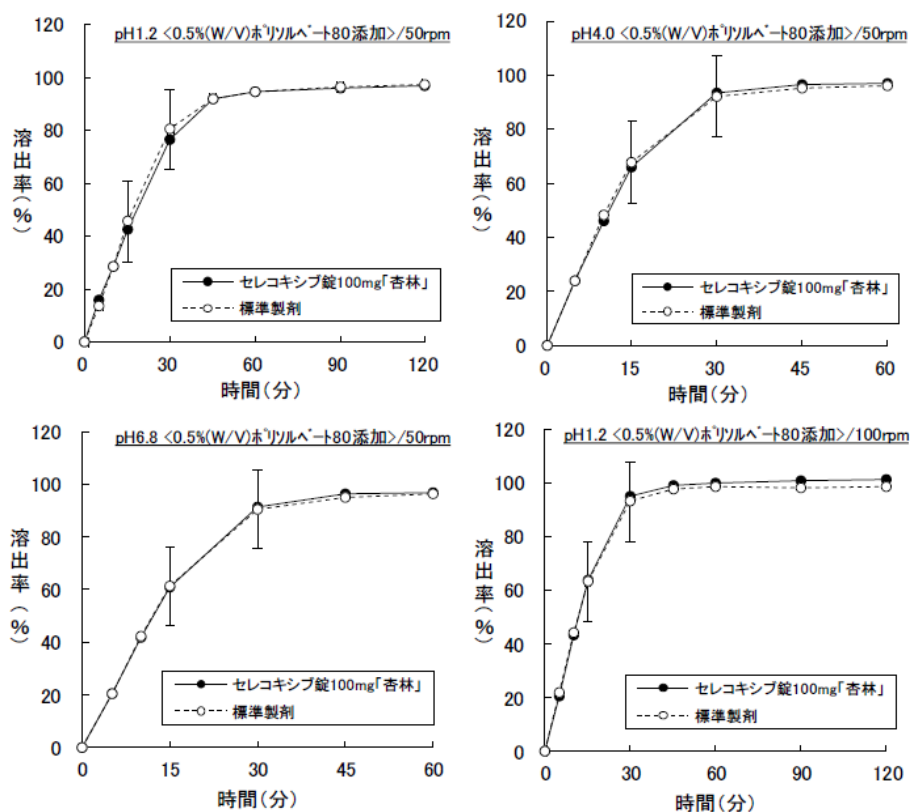 pH1.2 <0.5%(W/V)ポリソルベート80添加>/50rpm
溶出率(%)
120
100
80
60
40
20
0
セレコキシブ錠100mg「杏林」
標準製剤
0 30 60 90 120
時間(分)
pH4.0 <0.5%(W/V)ポリソルベート80添加>/50rpm
溶出率(%)
120
100
80
60
40
20
0
セレコキシブ錠100mg「杏林」
標準製剤
0 15 30 45 60
時間(分)
pH6.8 <0.5%(W/V)ポリソルベート80添加>/50rpm
溶出率(%)
120
100
80
60
40
20
0
セレコキシブ錠100mg「杏林」
標準製剤
0 15 30 45 60
時間(分)
pH1.2 <0.5%(W/V)ポリソルベート80添加>/100rpm
溶出率(%)
120
100
80
60
40
20
0
セレコキシブ錠100mg「杏林」
標準製剤
0 30 60 90 120
時間(分)